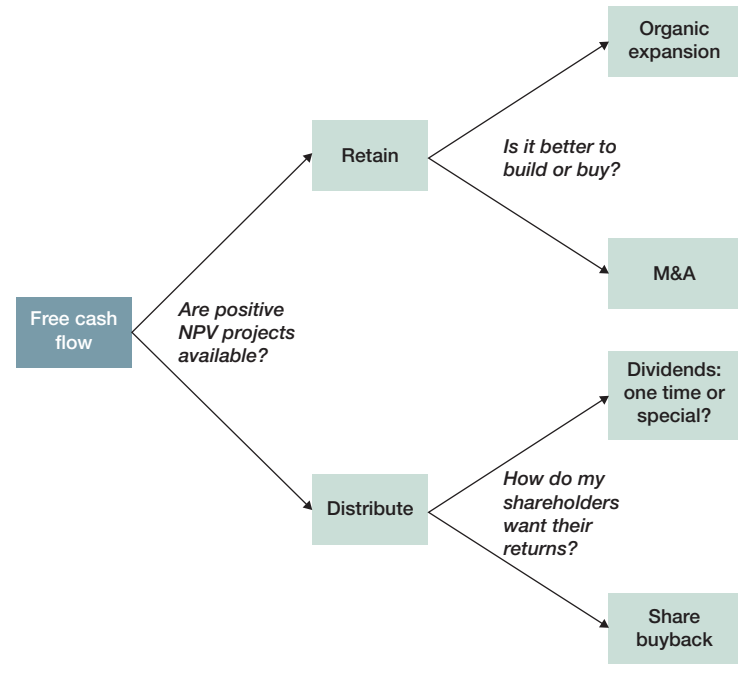 Organic
expansion
Retain
Is it better to
build or buy?
M&A
Free cash
flow
Are positive
NPV projects
available?
Dividends:
one time or
special?
Distribute
How do my
shareholders
want their
returns?
Share
buyback